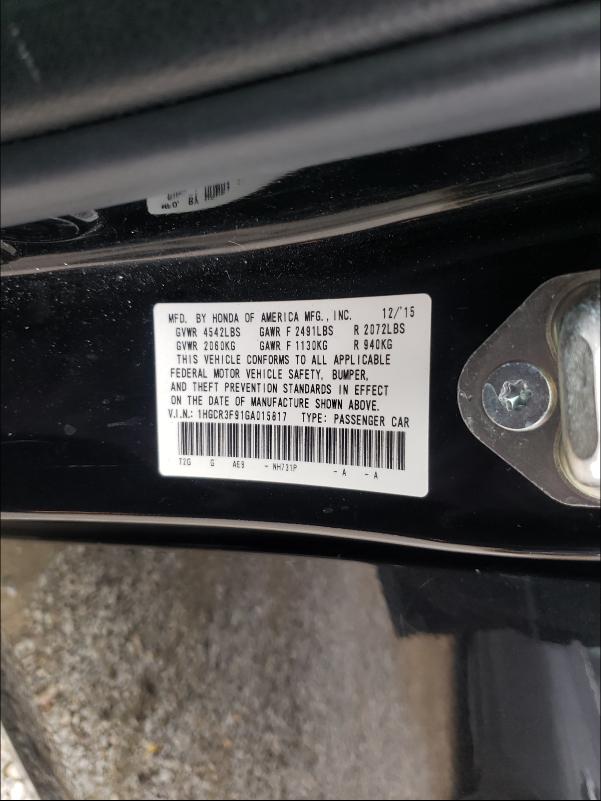 MFD. BY HONDA OF AMERICA MFG., INC. 12/'15
GVWR 4542LBS GAWR F 2491LBS R 2072LBS
GVWR 2060KG GAWR F 1130KG R 940KG
THIS VEHICLE CONFORMS TO ALL APPLICABLE
FEDERAL MOTOR VEHICLE SAFETY, BUMPER,
AND THEFT PREVENTION STANDARDS IN EFFECT
ON THE DATE OF MANUFACTURE SHOWN ABOVE.
V.I.N.: 1HGCR3F91GA015817 TYPE: PASSENGER CAR
T2G G AE9 - NH731P - A - A